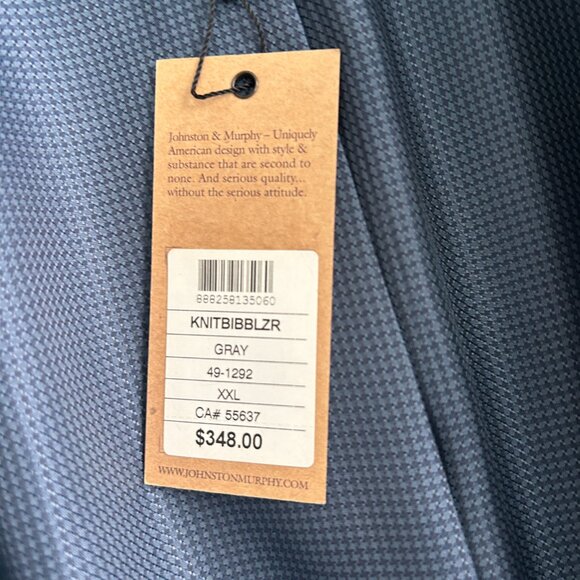 Johnston & Murphy – Uniquely
American design with style &
substance that are second to
none. And serious quality...
without the serious attitude.
888258135060
KNITBIBBLZR
GRAY
49-1292
XXL
CA# 55637
$348.00
WWW.JOHNSTONMURPHY.COM